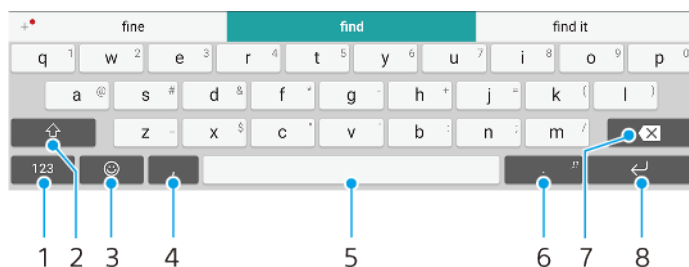 fine find find it
q 1 w 2 e 3 r 4 t 5 y 6 u 7 i 8 o 9 p 0
a @ s # d & f * g - h + j = k ( l )
z _ x $ c " v ' b : n ; m /
123 , . !?
1 2 3 4 5 6 7 8